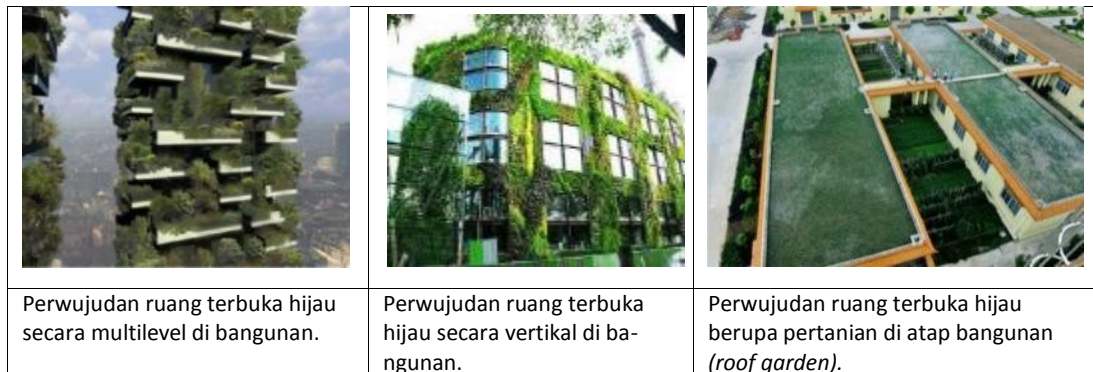 Perwujudan ruang terbuka hijau
secara multilevel di bangunan.
Perwujudan ruang terbuka
hijau secara vertikal di ba-
ngunan.
Perwujudan ruang terbuka hijau
berupa pertanian di atap bangunan
(roof garden).